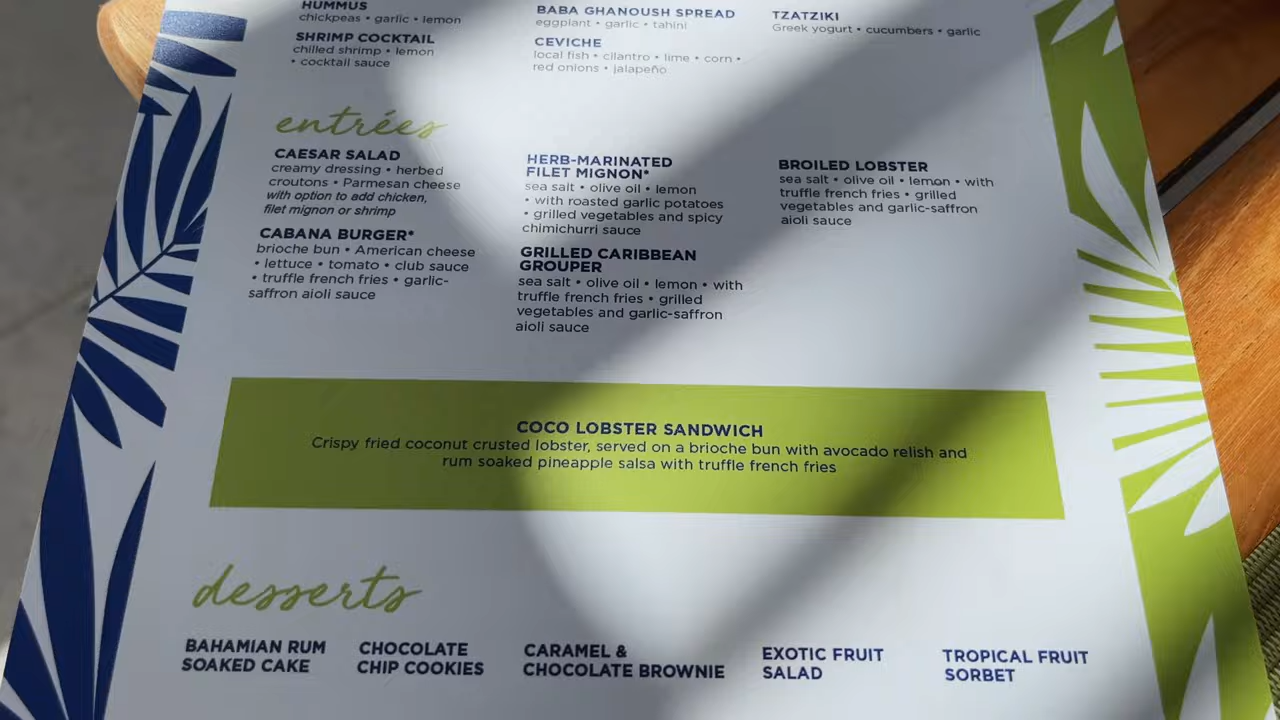 HUMMUS
chickpeas • garlic • lemon
SHRIMP COCKTAIL
chilled shrimp • lemon
• cocktail sauce
BABA GHANOUSH SPREAD
eggplant • garlic • tahini
CEVICHE
local fish • cilantro • lime • corn •
red onions • jalapeño
TZATZIKI
Greek yogurt • cucumbers • garlic
entrées
CAESAR SALAD
creamy dressing • herbed
croutons • Parmesan cheese
with option to add chicken,
filet mignon or shrimp
CABANA BURGER*
brioche bun • American cheese
• lettuce • tomato • club sauce
• truffle french fries • garlic-
saffron aioli sauce
HERB-MARINATED
FILET MIGNON*
sea salt • olive oil • lemon
• with roasted garlic potatoes
• grilled vegetables and spicy
chimichurri sauce
GRILLED CARIBBEAN
GROUPER
sea salt • olive oil • lemon • with
truffle french fries • grilled
vegetables and garlic-saffron
aioli sauce
BROILED LOBSTER
sea salt • olive oil • lemon • with
truffle french fries • grilled
vegetables and garlic-saffron
aioli sauce
COCO LOBSTER SANDWICH
Crispy fried coconut crusted lobster, served on a brioche bun with avocado relish and
rum soaked pineapple salsa with truffle french fries
desserts
BAHAMIAN RUM
SOAKED CAKE
CHOCOLATE
CHIP COOKIES
CARAMEL &
CHOCOLATE BROWNIE
EXOTIC FRUIT
SALAD
TROPICAL FRUIT
SORBET